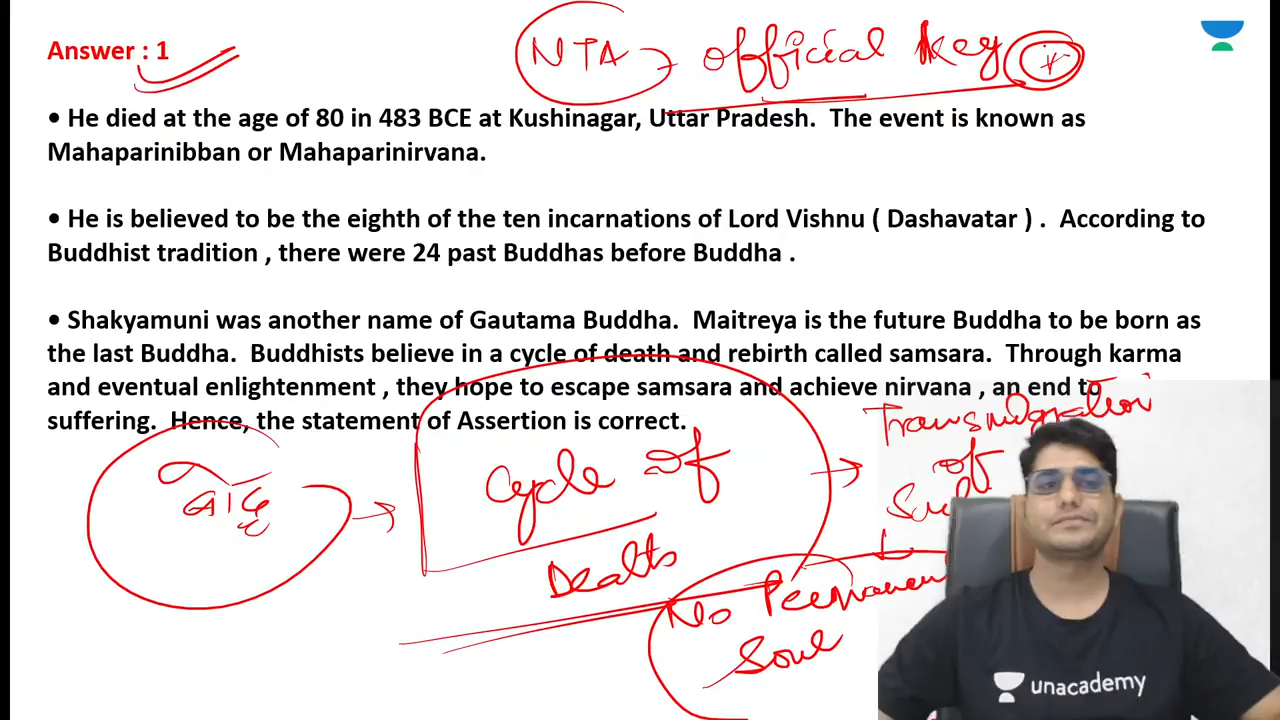 Answer : 1
NTA → official key
• He died at the age of 80 in 483 BCE at Kushinagar, Uttar Pradesh. The event is known as
Mahaparinibban or Mahaparinirvana.
• He is believed to be the eighth of the ten incarnations of Lord Vishnu ( Dashavatar ) . According to
Buddhist tradition , there were 24 past Buddhas before Buddha .
• Shakyamuni was another name of Gautama Buddha. Maitreya is the future Buddha to be born as
the last Buddha. Buddhists believe in a cycle of death and rebirth called samsara. Through karma
and eventual enlightenment , they hope to escape samsara and achieve nirvana , an end to
suffering. Hence, the statement of Assertion is correct.
Transmigration
of
Cycle of
Death
No Permanent
Soul
unacademy